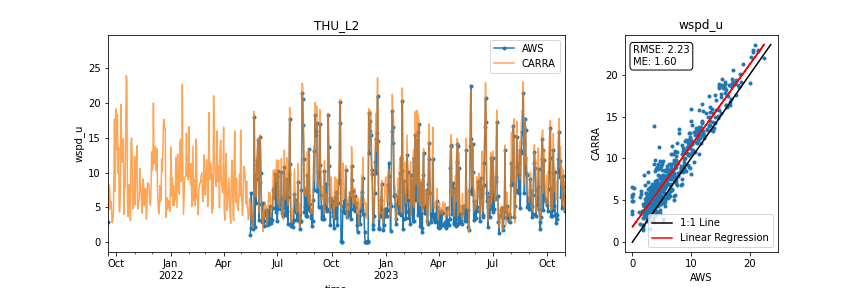 THU_L2
wspd_u
25
20
15
10
5
0
AWS
CARRA
Oct
Jan
2022
Apr
Jul
Oct
Jan
2023
Apr
Jul
Oct
time
wspd_u
RMSE: 2.23
ME: 1.60
CARRA
20
15
10
5
0
1:1 Line
Linear Regression
0
10
20
AWS